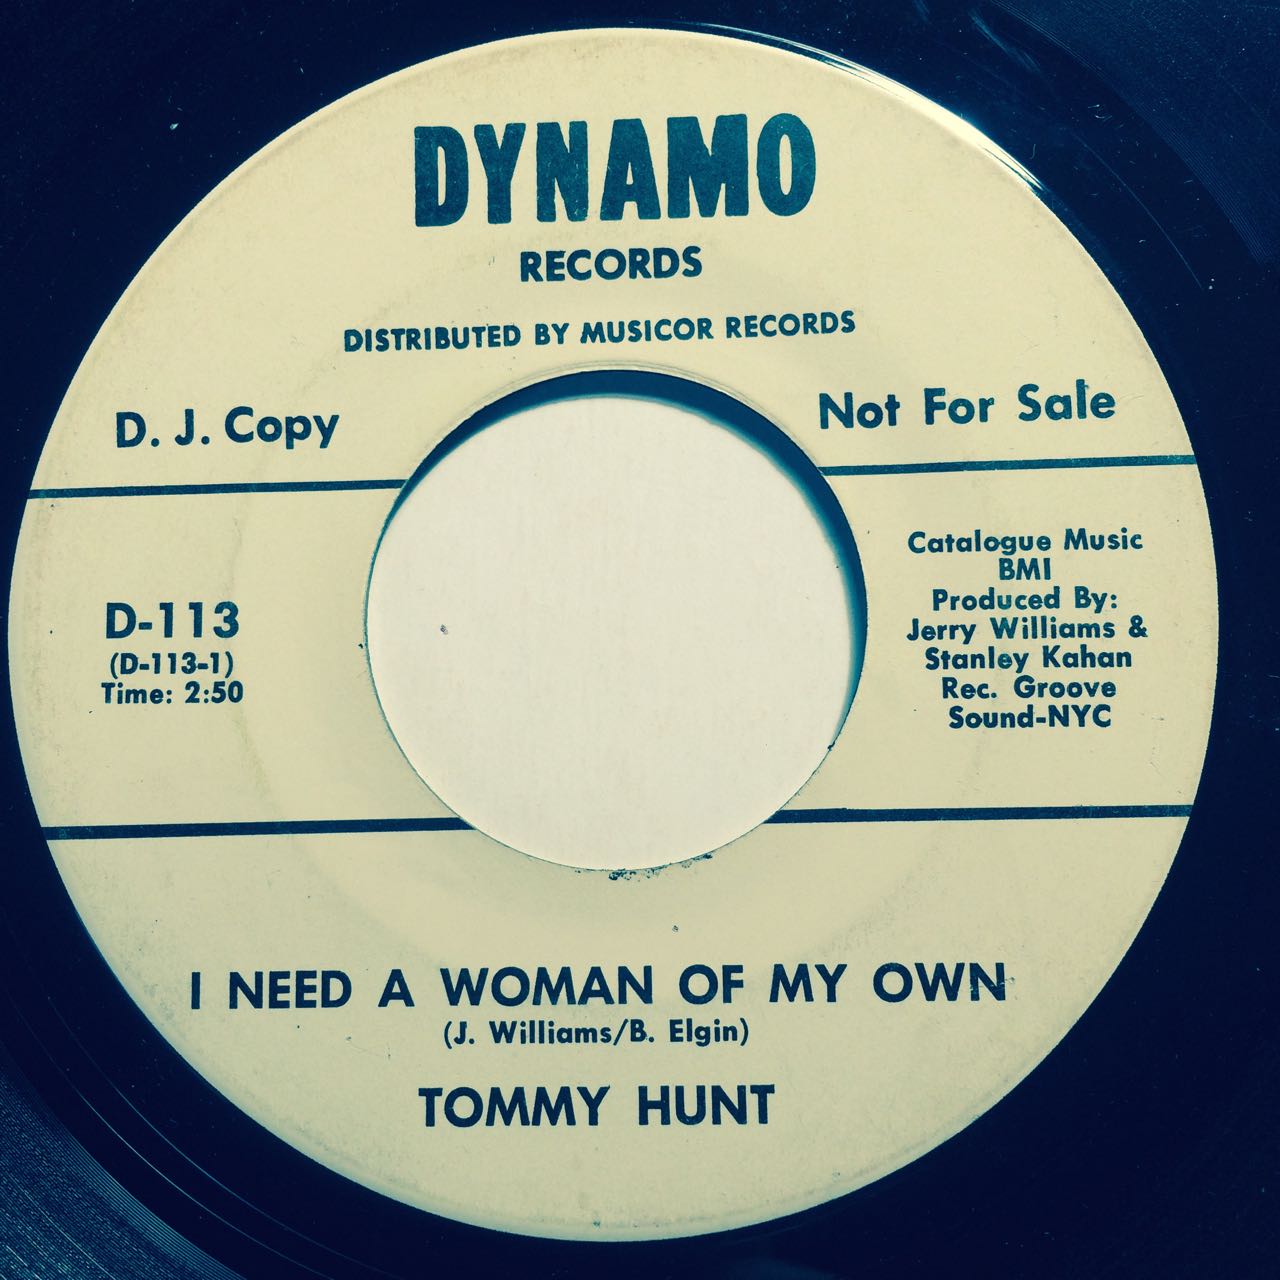 DYNAMO
RECORDS
DISTRIBUTED BY MUSICOR RECORDS
D. J. Copy
Not For Sale
D-113
(D-113-1)
Time: 2:50
Catalogue Music
BMI
Produced By:
Jerry Williams &
Stanley Kahan
Rec. Groove
Sound-NYC
I NEED A WOMAN OF MY OWN
(J. Williams/B. Elgin)
TOMMY HUNT